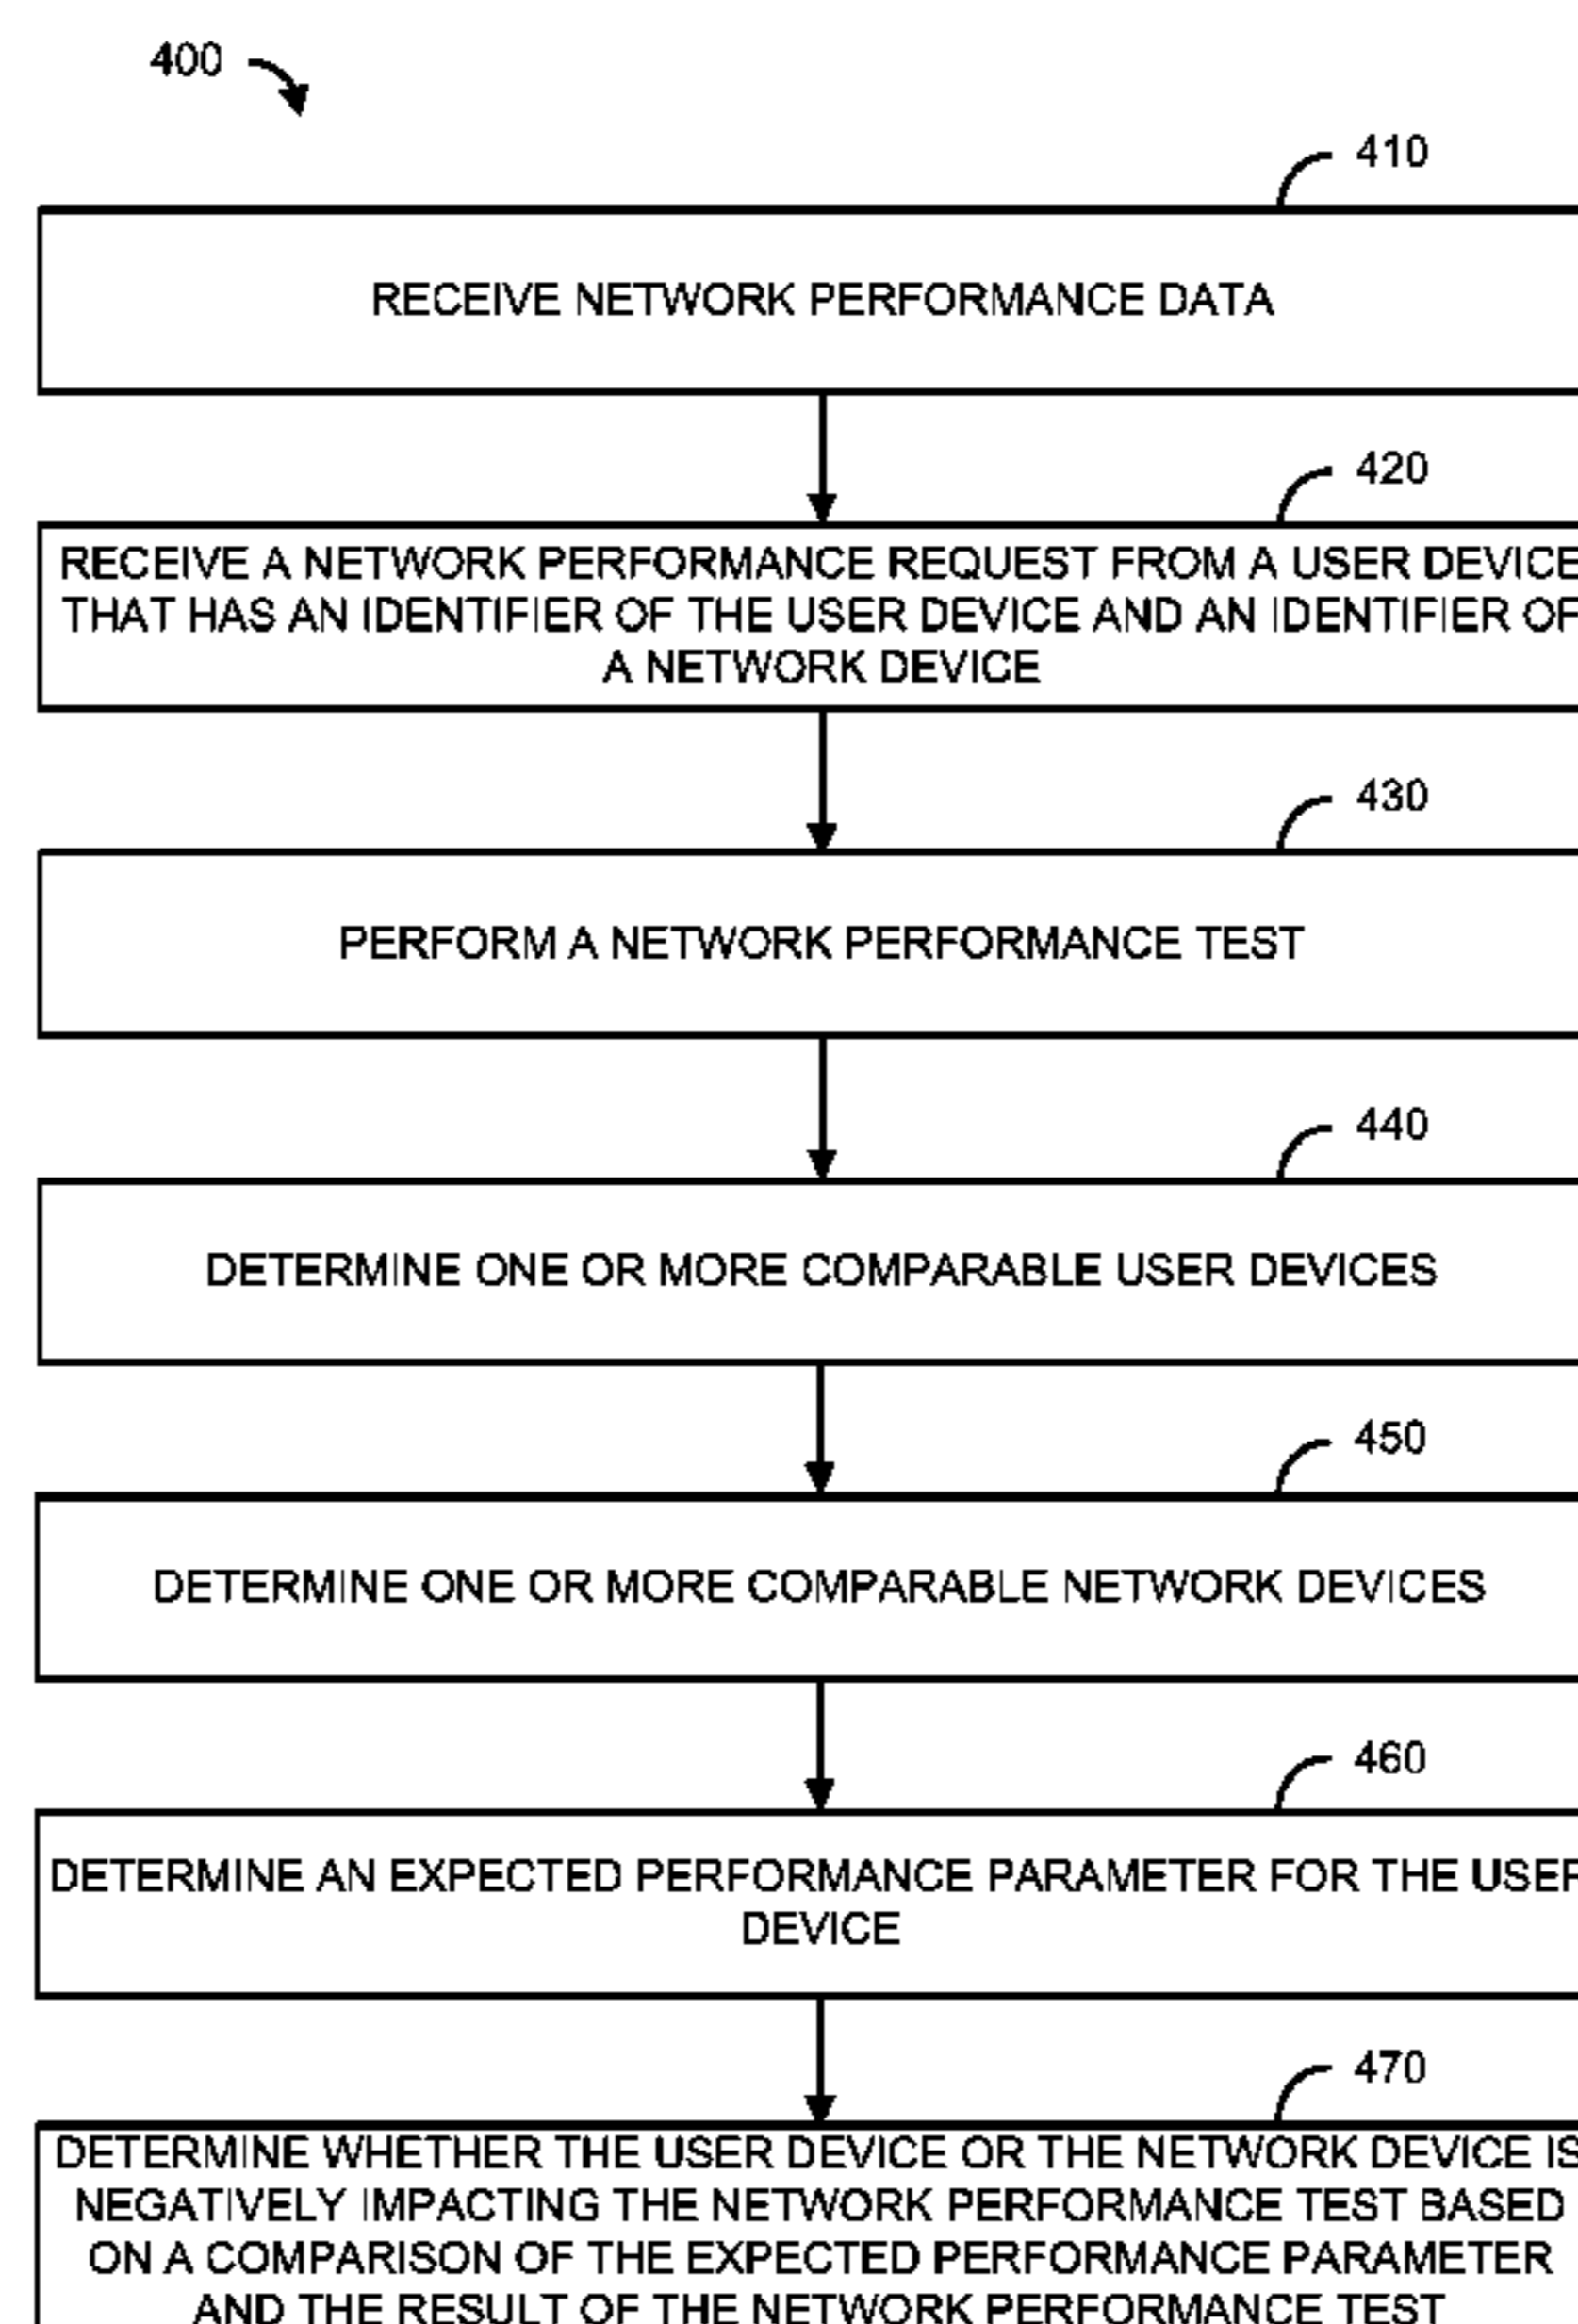 400
410
RECEIVE NETWORK PERFORMANCE DATA
420
RECEIVE A NETWORK PERFORMANCE REQUEST FROM A USER DEVICE
THAT HAS AN IDENTIFIER OF THE USER DEVICE AND AN IDENTIFIER OF
A NETWORK DEVICE
430
PERFORM A NETWORK PERFORMANCE TEST
440
DETERMINE ONE OR MORE COMPARABLE USER DEVICES
450
DETERMINE ONE OR MORE COMPARABLE NETWORK DEVICES
460
DETERMINE AN EXPECTED PERFORMANCE PARAMETER FOR THE USER
DEVICE
470
DETERMINE WHETHER THE USER DEVICE OR THE NETWORK DEVICE IS
NEGATIVELY IMPACTING THE NETWORK PERFORMANCE TEST BASED
ON A COMPARISON OF THE EXPECTED PERFORMANCE PARAMETER
AND THE RESULT OF THE NETWORK PERFORMANCE TEST